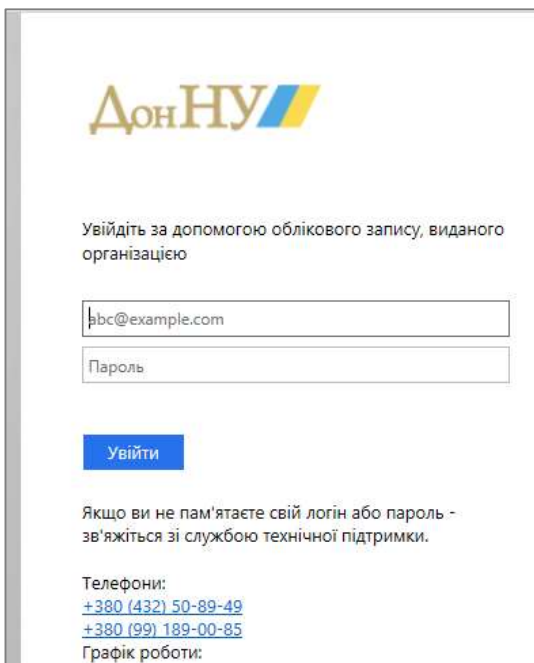 ДонНУ
Увійдіть за допомогою облікового запису, виданого
організацією
abc@example.com
Пароль
Увійти
Якщо ви не пам'ятаєте свій логін або пароль -
зв'яжіться зі службою технічної підтримки.
Телефони:
+380 (432) 50-89-49
+380 (99) 189-00-85
Графік роботи: